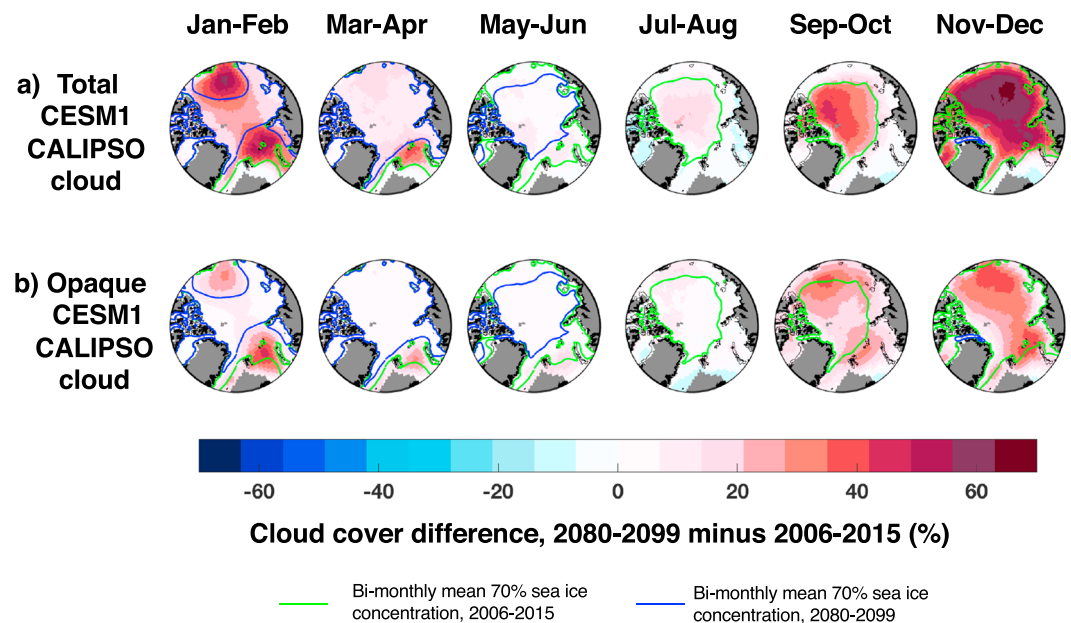 Jan-Feb Mar-Apr May-Jun Jul-Aug Sep-Oct Nov-Dec
a) Total
CESM1
CALIPSO
cloud
b) Opaque
CESM1
CALIPSO
cloud
-60 -40 -20 0 20 40 60
Cloud cover difference, 2080-2099 minus 2006-2015 (%)
Bi-monthly mean 70% sea ice
concentration, 2006-2015
Bi-monthly mean 70% sea ice
concentration, 2080-2099